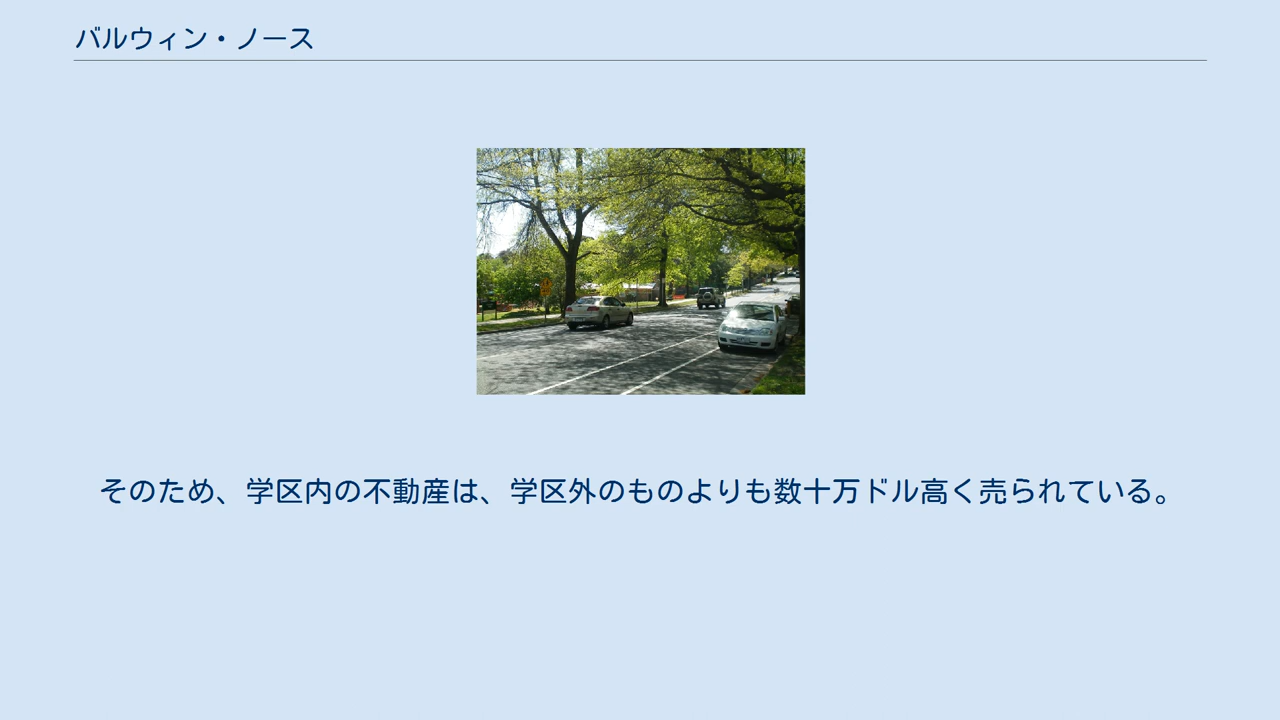 バルウィン・ノース
そのため、学区内の不動産は、学区外のものよりも数十万ドル高く売られている。